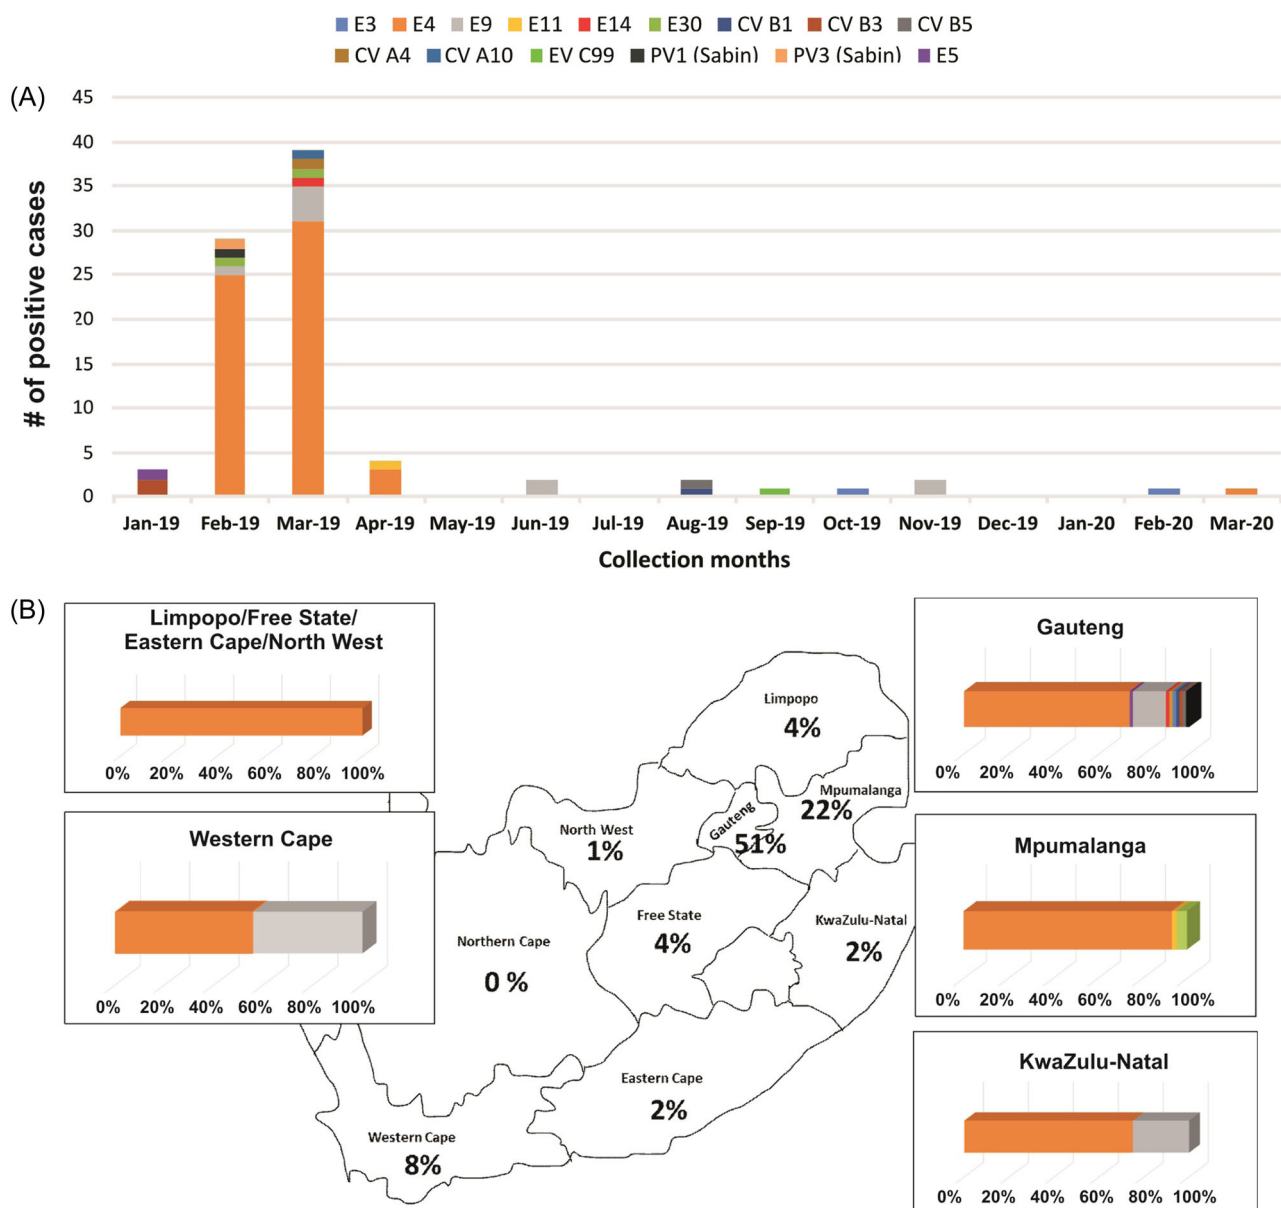 E3 E4 E9 E11 E14 E30 CV B1 CV B3 CV B5
CV A4 CV A10 EV C99 PV1 (Sabin) PV3 (Sabin) E5
(A)
# of positive cases
45
40
35
30
25
20
15
10
5
0
Jan-19 Feb-19 Mar-19 Apr-19 May-19 Jun-19 Jul-19 Aug-19 Sep-19 Oct-19 Nov-19 Dec-19 Jan-20 Feb-20 Mar-20
Collection months
(B)
Limpopo/Free State/
Eastern Cape/North West
0% 20% 40% 60% 80% 100%
Western Cape
0% 20% 40% 60% 80% 100%
Limpopo
4%
Mpumalanga
22%
Gauteng
51%
North West
1%
Free State
4%
KwaZulu-Natal
2%
Northern Cape
0 %
Eastern Cape
2%
Western Cape
8%
Gauteng
0% 20% 40% 60% 80% 100%
Mpumalanga
0% 20% 40% 60% 80% 100%
KwaZulu-Natal
0% 20% 40% 60% 80% 100%